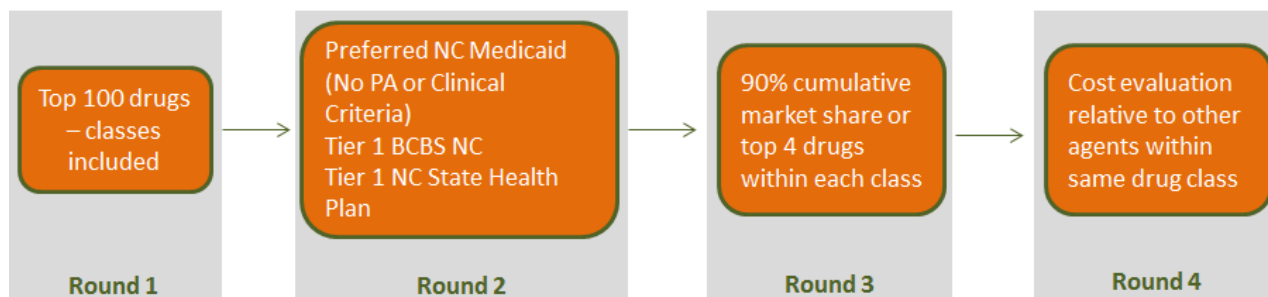 Top 100 drugs
– classes
included
Round 1
Preferred NC Medicaid
(No PA or Clinical
Criteria)
Tier 1 BCBS NC
Tier 1 NC State Health
Plan
Round 2
90% cumulative
market share or
top 4 drugs
within each class
Round 3
Cost evaluation
relative to other
agents within
same drug class
Round 4